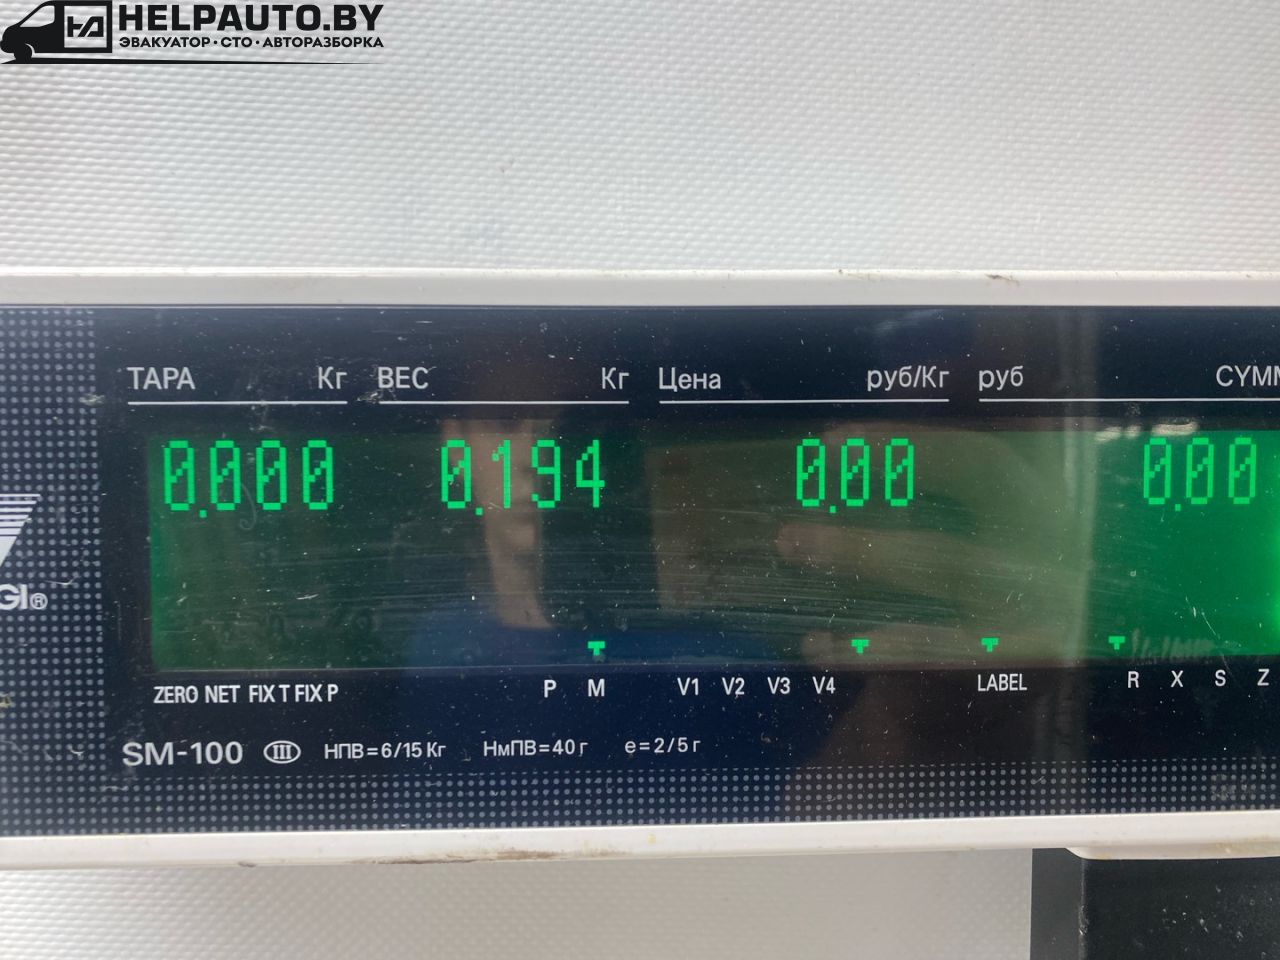 HELPAUTO.BY
ЭВАКУАТОР · СТО · АВТОРАЗБОРКА
ТАРА Кг ВЕС Кг Цена руб/Кг руб СУММ
0.000 0.194 0.00 0.00
GI®
ZERO NET FIX T FIX P P M V1 V2 V3 V4 LABEL R X S Z
SM-100 III НПВ=6/15 Кг НмПВ=40 г e=2/5 г